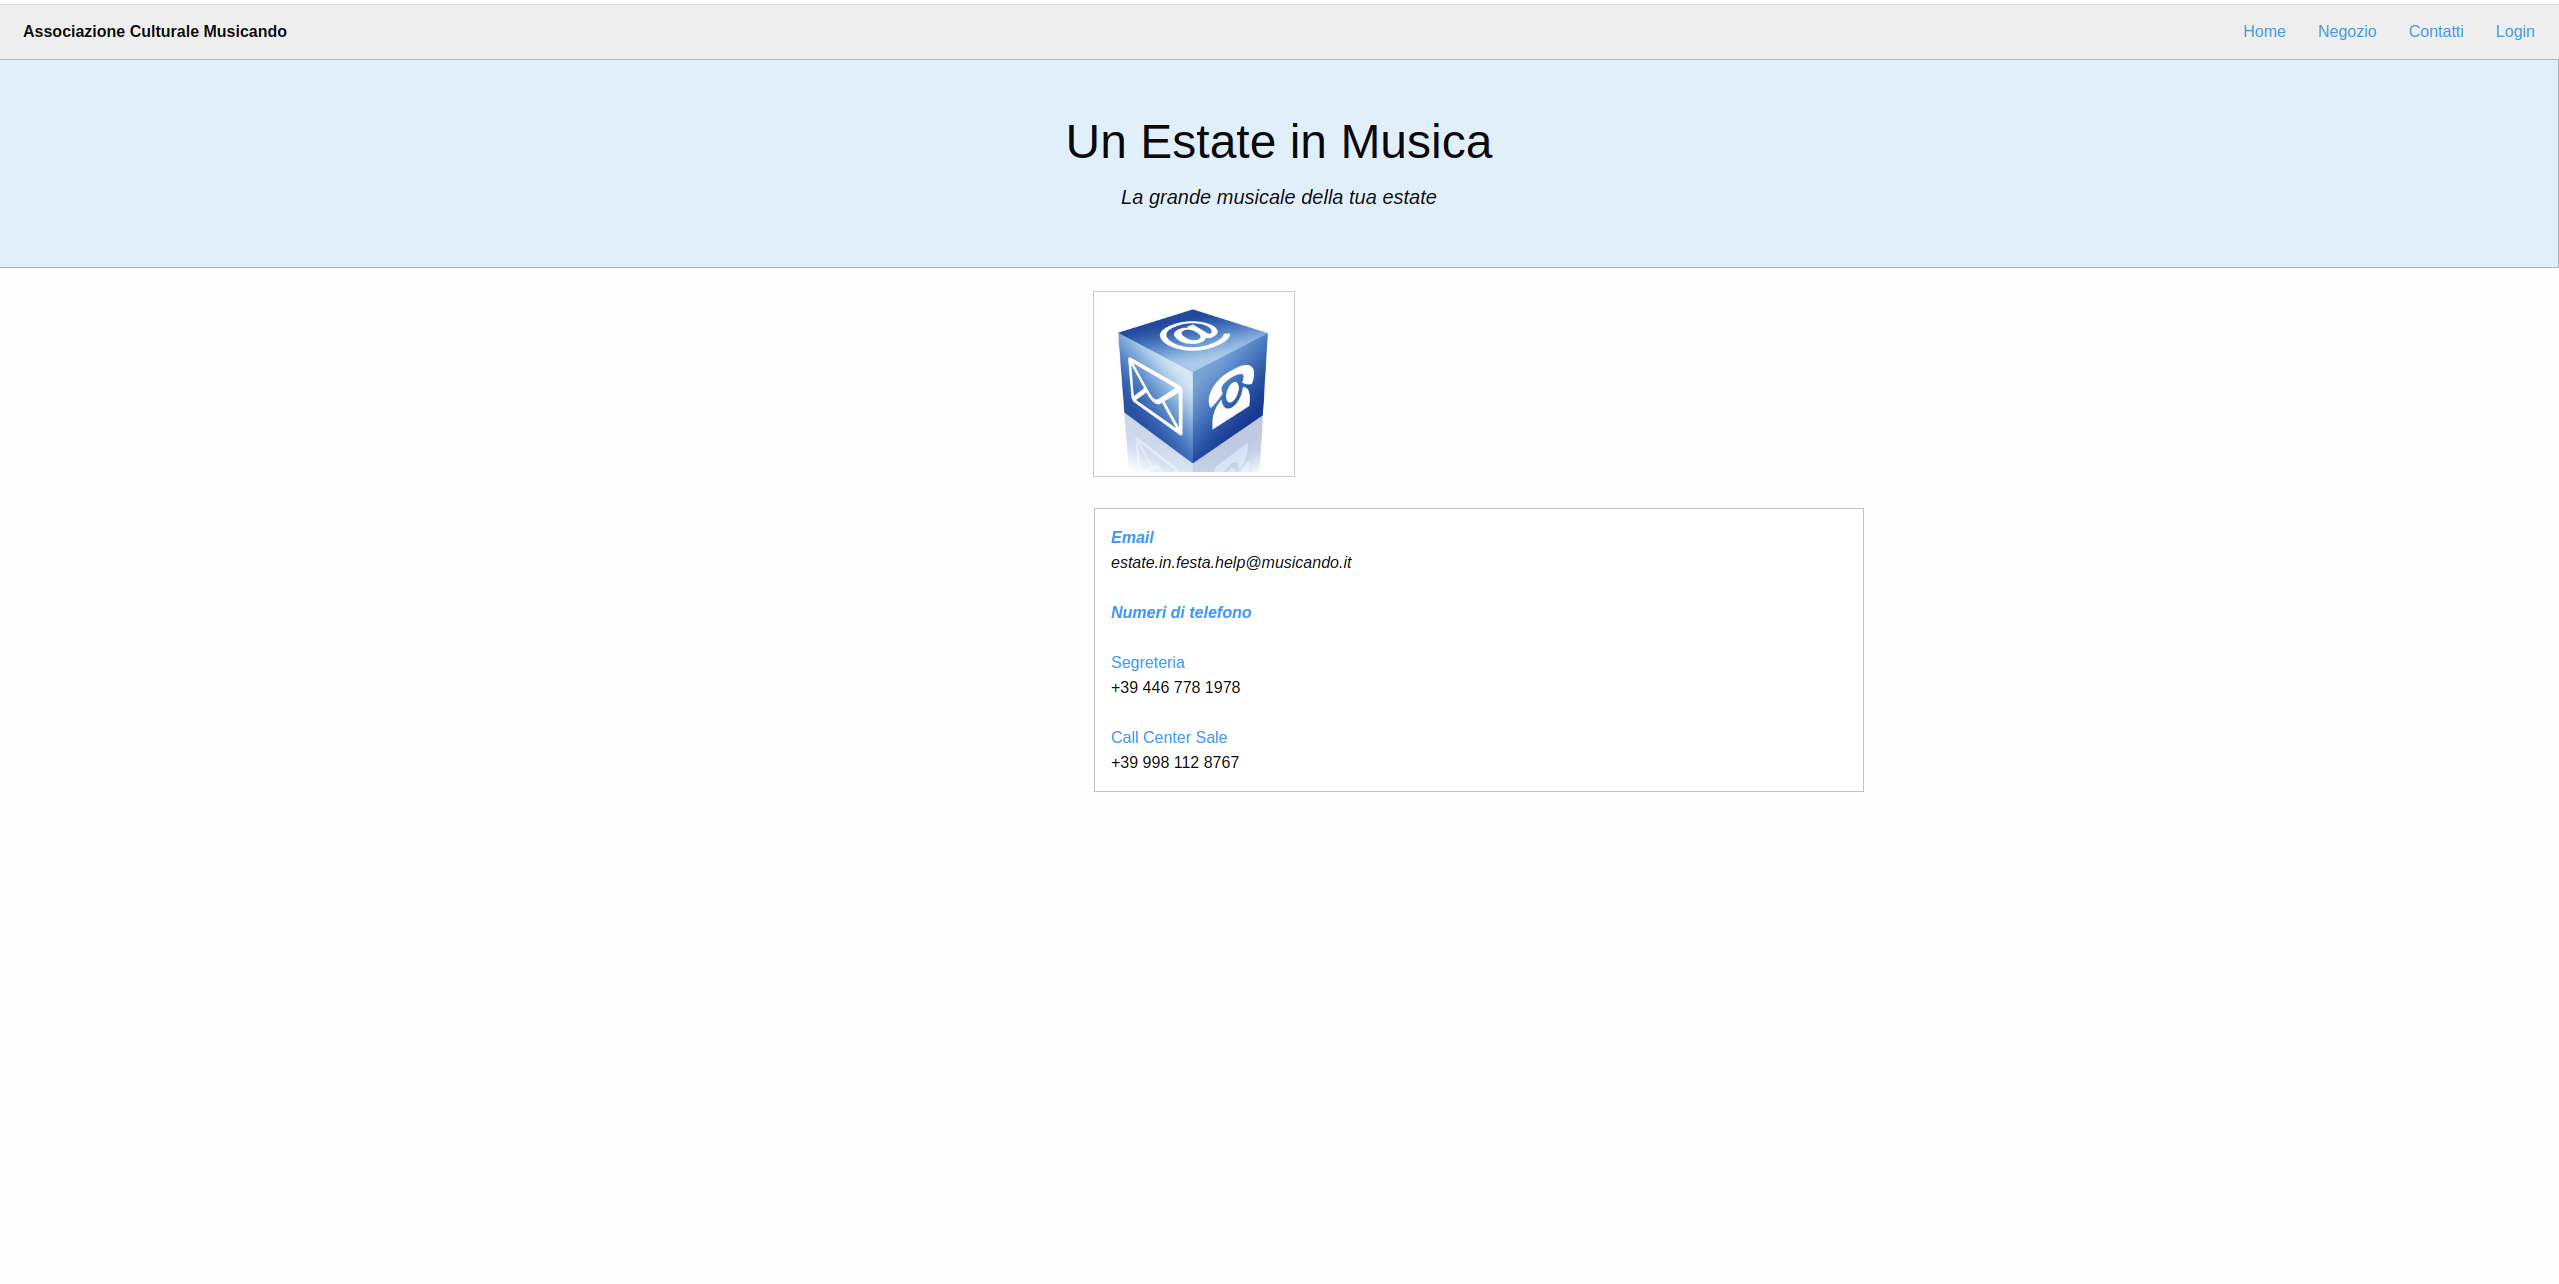 Associazione Culturale Musicando
Home Negozio Contatti Login
Un Estate in Musica
La grande musicale della tua estate
@
Email
estate.in.festa.help@musicando.it
Numeri di telefono
Segreteria
+39 446 778 1978
Call Center Sale
+39 998 112 8767